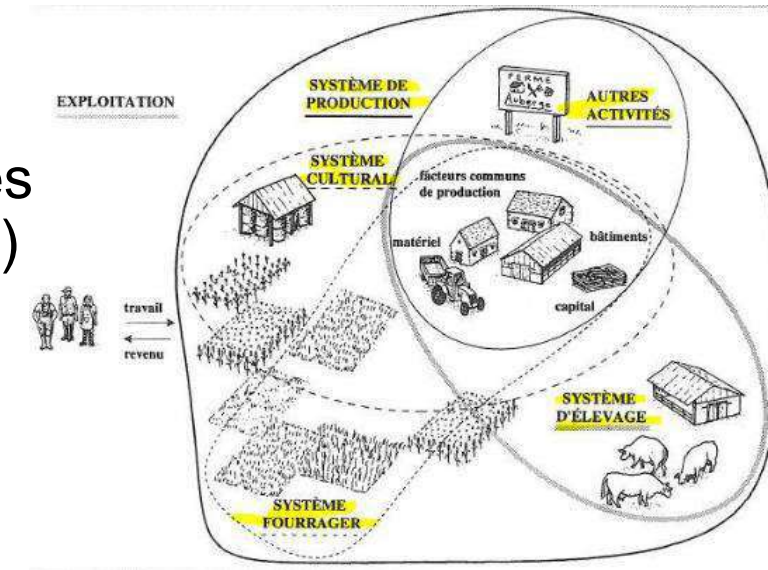 es
)
EXPLOITATION
SYSTÈME DE
PRODUCTION
FERME
Auberge
AUTRES
ACTIVITÉS
SYSTÈME
CULTURAL
facteurs communs
de production
matériel
bâtiments
capital
travail
revenu
SYSTÈME
D'ÉLEVAGE
SYSTÈME
FOURRAGER